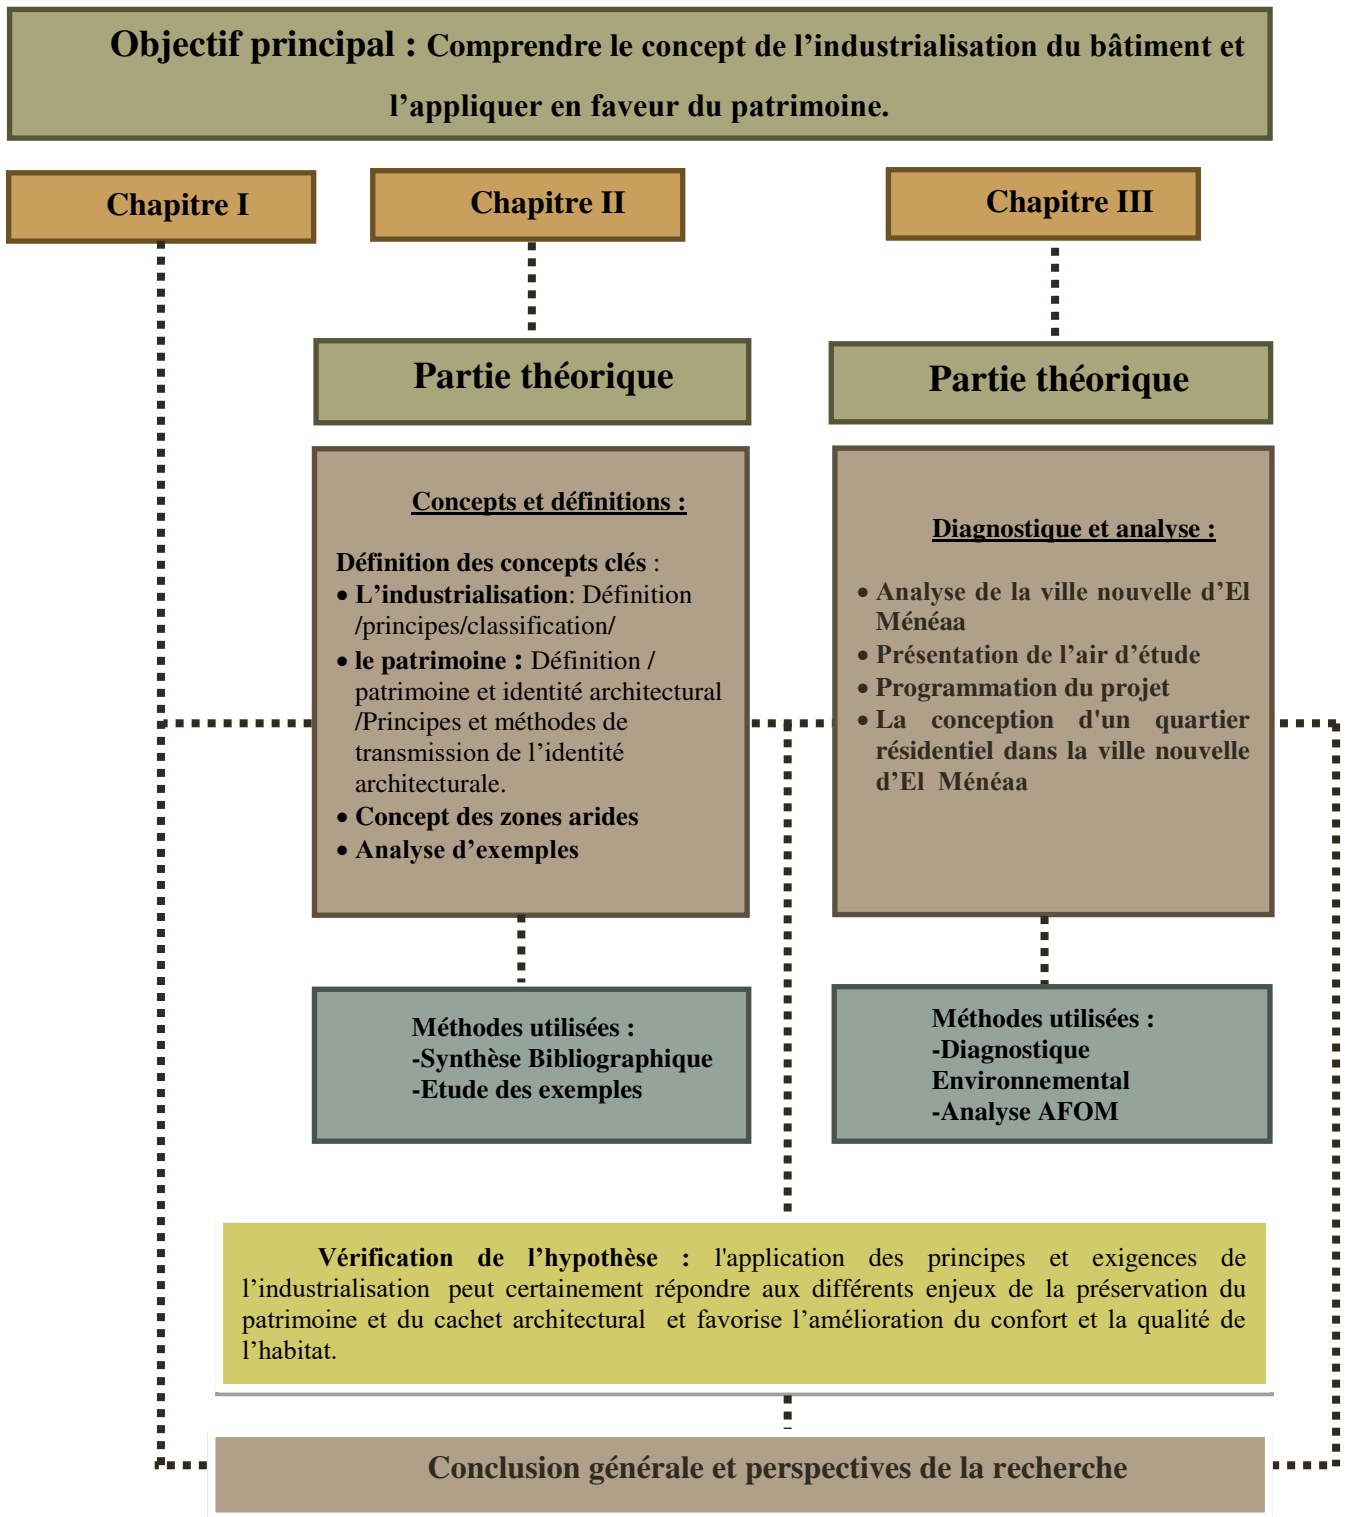 Objectif principal : Comprendre le concept de l’industrialisation du bâtiment et
l’appliquer en faveur du patrimoine.
Chapitre I
Chapitre II
Chapitre III
Partie théorique
Partie théorique
Concepts et définitions :
Définition des concepts clés :
• L’industrialisation: Définition
/principes/classification/
• le patrimoine : Définition /
patrimoine et identité architectural
/Principes et méthodes de
transmission de l’identité
architecturale.
• Concept des zones arides
• Analyse d’exemples
Diagnostique et analyse :
• Analyse de la ville nouvelle d’El
Ménéaa
• Présentation de l’air d’étude
• Programmation du projet
• La conception d'un quartier
résidentiel dans la ville nouvelle
d’El Ménéaa
Méthodes utilisées :
-Synthèse Bibliographique
-Etude des exemples
Méthodes utilisées :
-Diagnostique
Environnemental
-Analyse AFOM
Vérification de l’hypothèse : l'application des principes et exigences de
l’industrialisation peut certainement répondre aux différents enjeux de la préservation du
patrimoine et du cachet architectural et favorise l’amélioration du confort et la qualité de
l’habitat.
Conclusion générale et perspectives de la recherche